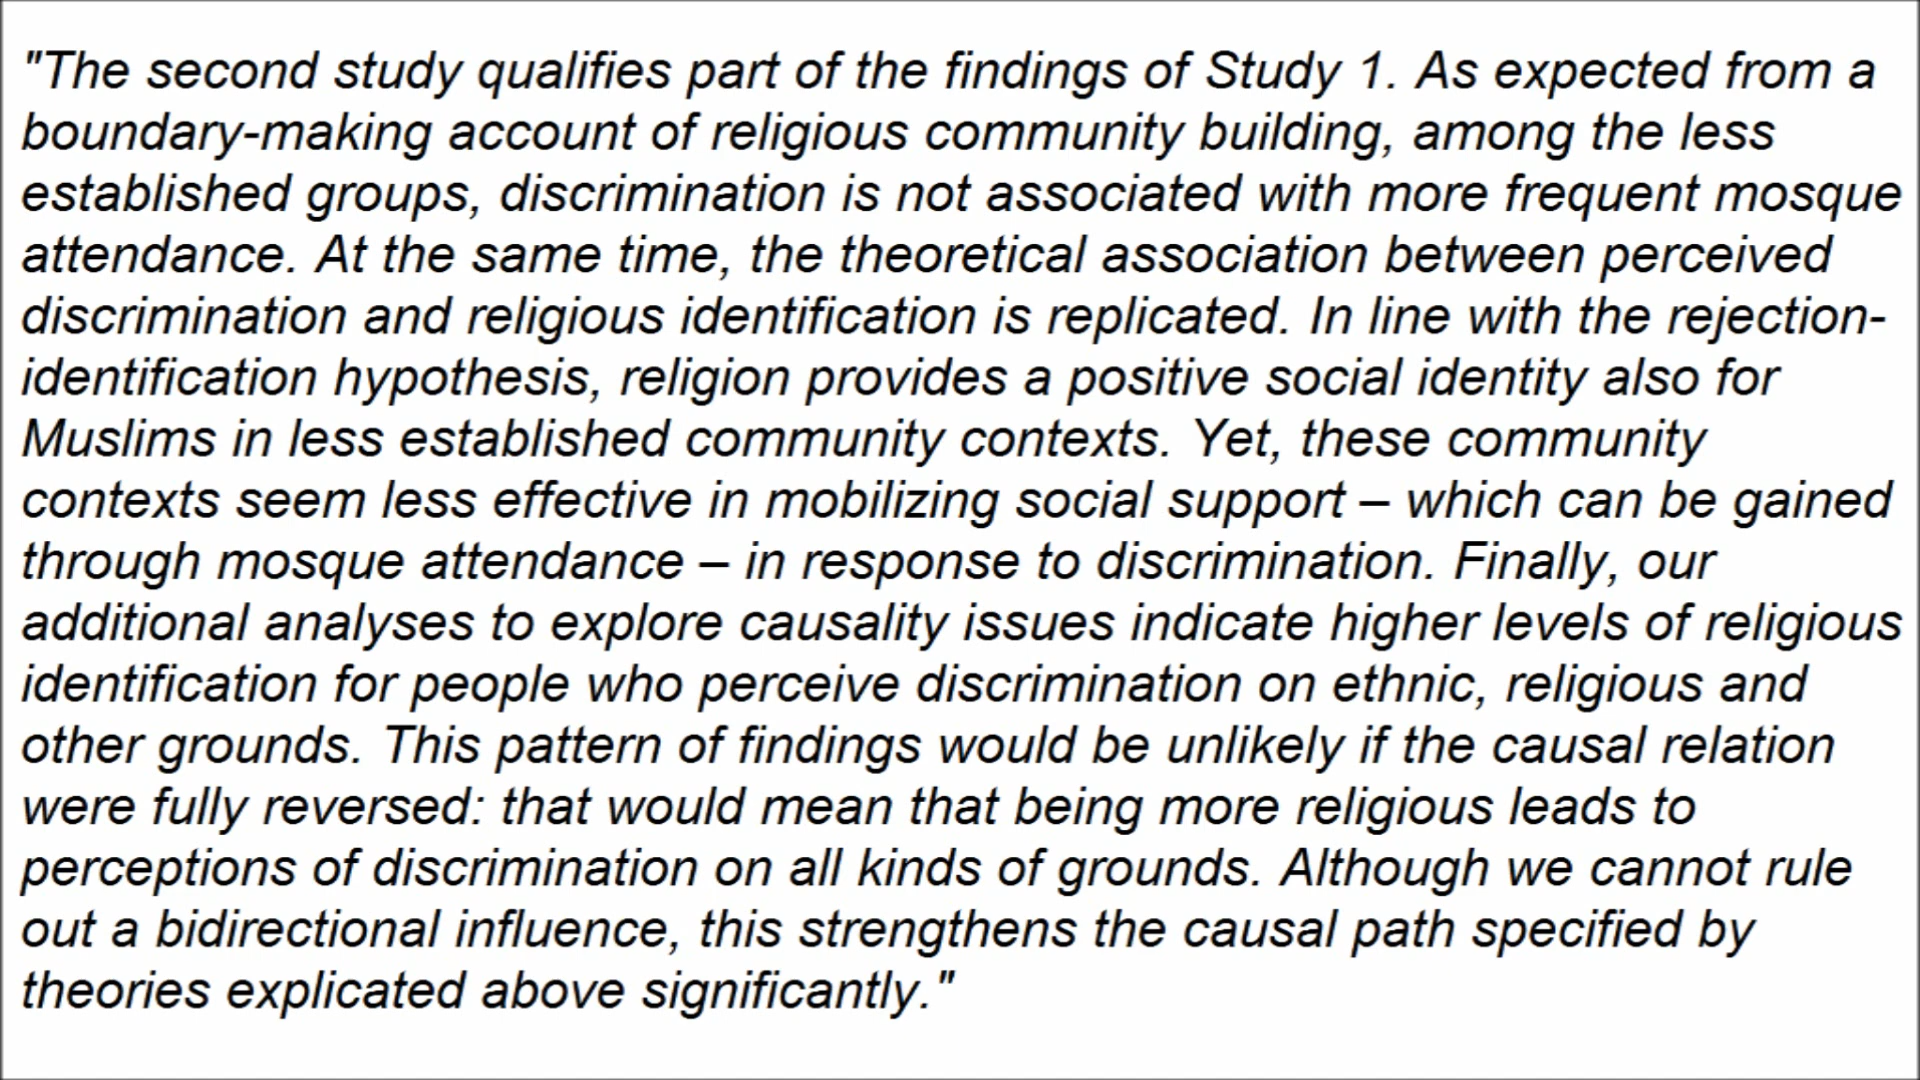 "The second study qualifies part of the findings of Study 1. As expected from a
boundary-making account of religious community building, among the less
established groups, discrimination is not associated with more frequent mosque
attendance. At the same time, the theoretical association between perceived
discrimination and religious identification is replicated. In line with the rejection-
identification hypothesis, religion provides a positive social identity also for
Muslims in less established community contexts. Yet, these community
contexts seem less effective in mobilizing social support – which can be gained
through mosque attendance – in response to discrimination. Finally, our
additional analyses to explore causality issues indicate higher levels of religious
identification for people who perceive discrimination on ethnic, religious and
other grounds. This pattern of findings would be unlikely if the causal relation
were fully reversed: that would mean that being more religious leads to
perceptions of discrimination on all kinds of grounds. Although we cannot rule
out a bidirectional influence, this strengthens the causal path specified by
theories explicated above significantly."